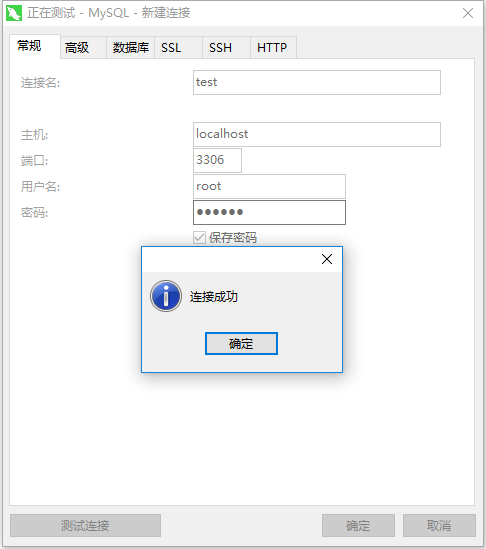 正在测试 - MySQL - 新建连接
常规 高级 数据库 SSL SSH HTTP
连接名: test
主机: localhost
端口: 3306
用户名: root
密码: ●●●●●●
保存密码
连接成功
确定
测试连接 确定 取消